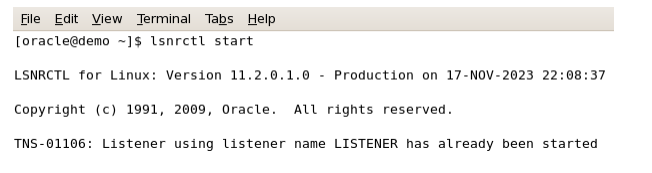 File Edit View Terminal Tabs Help
[oracle@demo ~]$ lsnrctl start
LSNRCTL for Linux: Version 11.2.0.1.0 - Production on 17-NOV-2023 22:08:37
Copyright (c) 1991, 2009, Oracle.  All rights reserved.
TNS-01106: Listener using listener name LISTENER has already been started